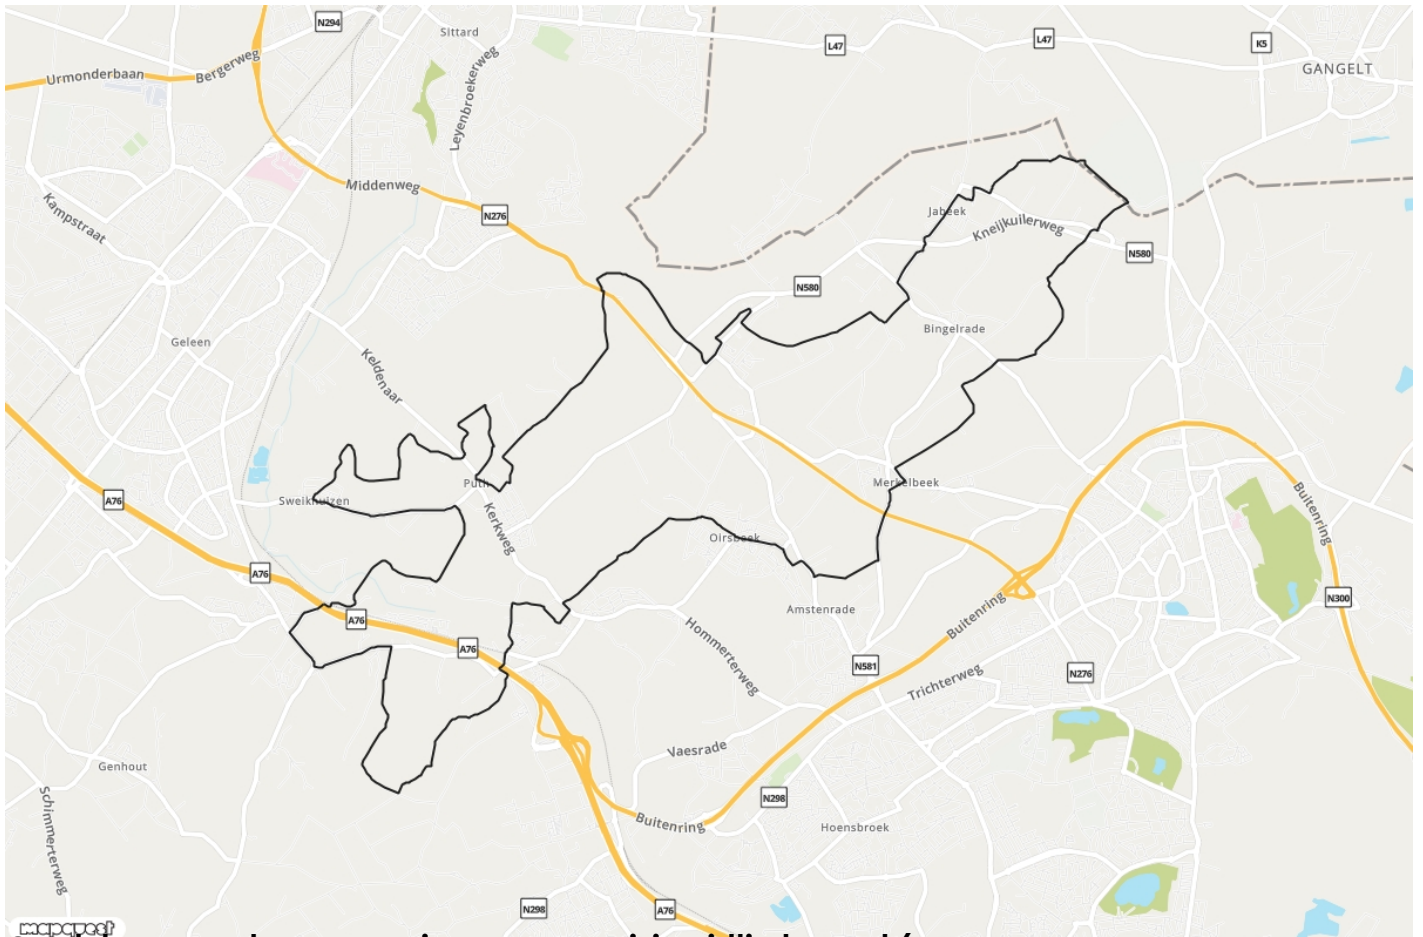 N294
Sittard
L47
L47
K5
GANGELT
Urmonderbaan
Bergerweg
Leyenbroekerweg
Middenweg
N276
Kampstraat
Jabeek
Kneijkuilerweg
N580
N580
Geleen
Bingelrade
Keldenaar
Merkelbeek
Puth
Sweikhuizen
A76
Kerkweg
Buitenring
Oirsbeek
A76
N300
Amstenrade
A76
Buitenring
A76
Hommerterweg
N581
N276
Trichterweg
Vaesrade
Genhout
N298
Schimmerterweg
Buitenring
Hoensbroek
N298
A76
mapquest